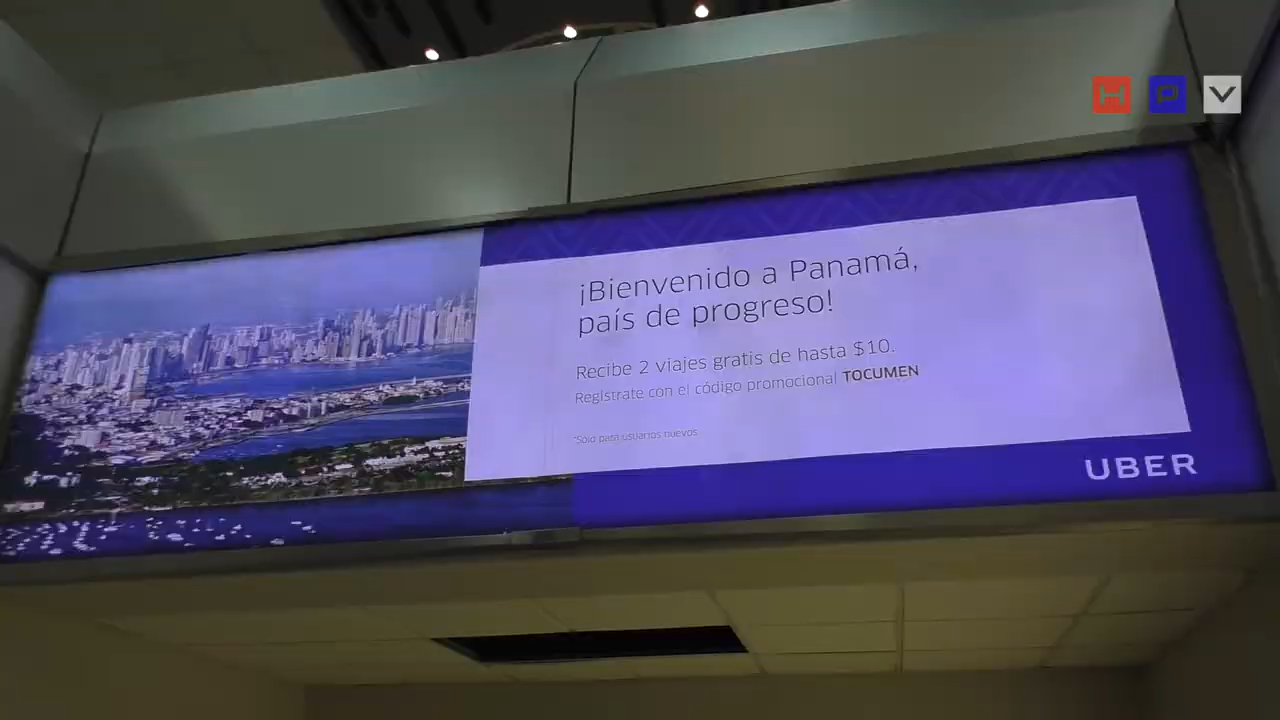 H P V
¡Bienvenido a Panamá,
país de progreso!
Recibe 2 viajes gratis de hasta $10.
Regístrate con el código promocional TOCUMEN
*Sólo para usuarios nuevos
UBER